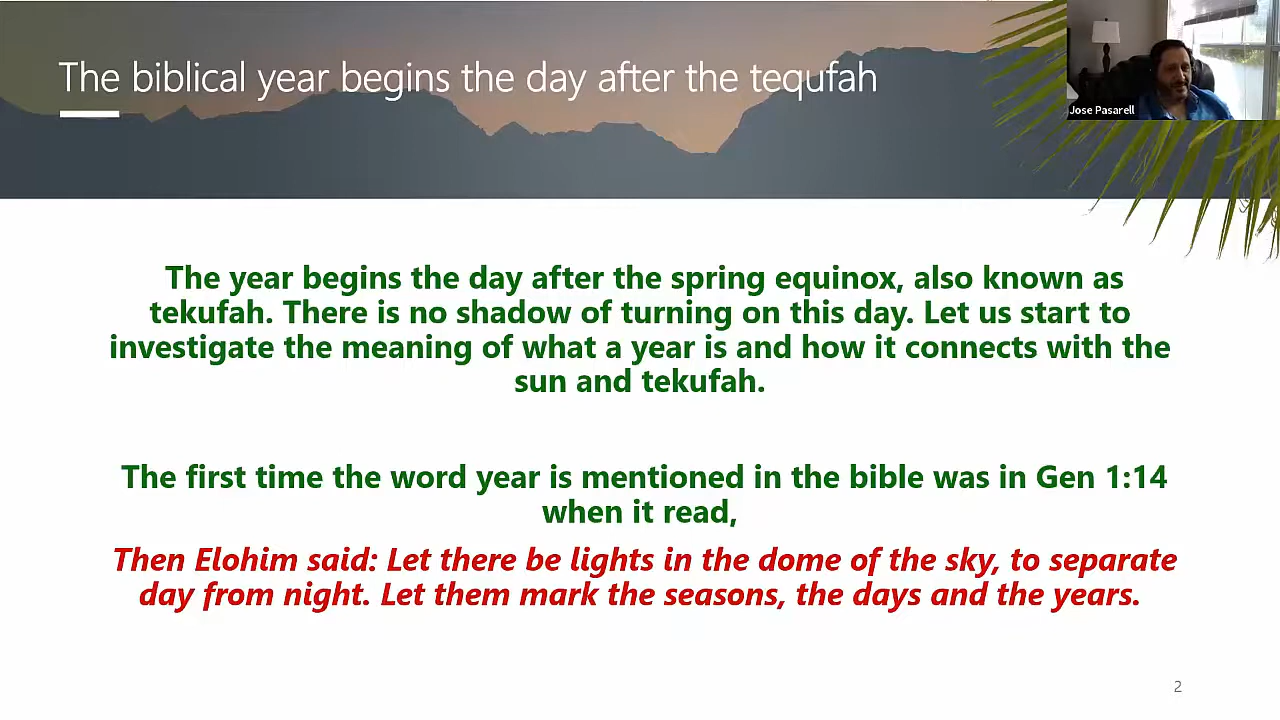 The biblical year begins the day after the tequfah
Jose Pasarell
The year begins the day after the spring equinox, also known as
tekufah. There is no shadow of turning on this day. Let us start to
investigate the meaning of what a year is and how it connects with the
sun and tekufah.
The first time the word year is mentioned in the bible was in Gen 1:14
when it read,
Then Elohim said: Let there be lights in the dome of the sky, to separate
day from night. Let them mark the seasons, the days and the years.
2